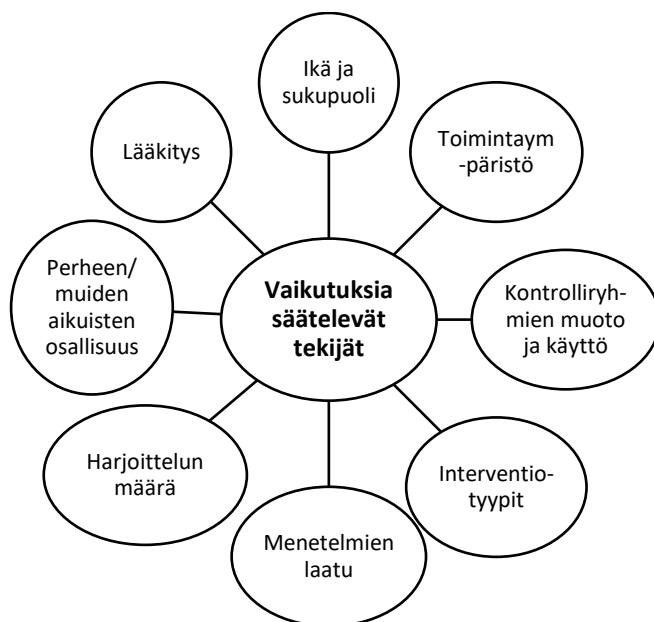 Ikä ja
sukupuoli
Lääkitys
Toimintaym
-päristö
Perheen/
muiden
aikuisten
osallisuus
Vaikutuksia
säätelevät
tekijät
Kontrolliryh-
mien muoto
ja käyttö
Harjoittelun
määrä
Interventio-
tyypit
Menetelmien
laatu